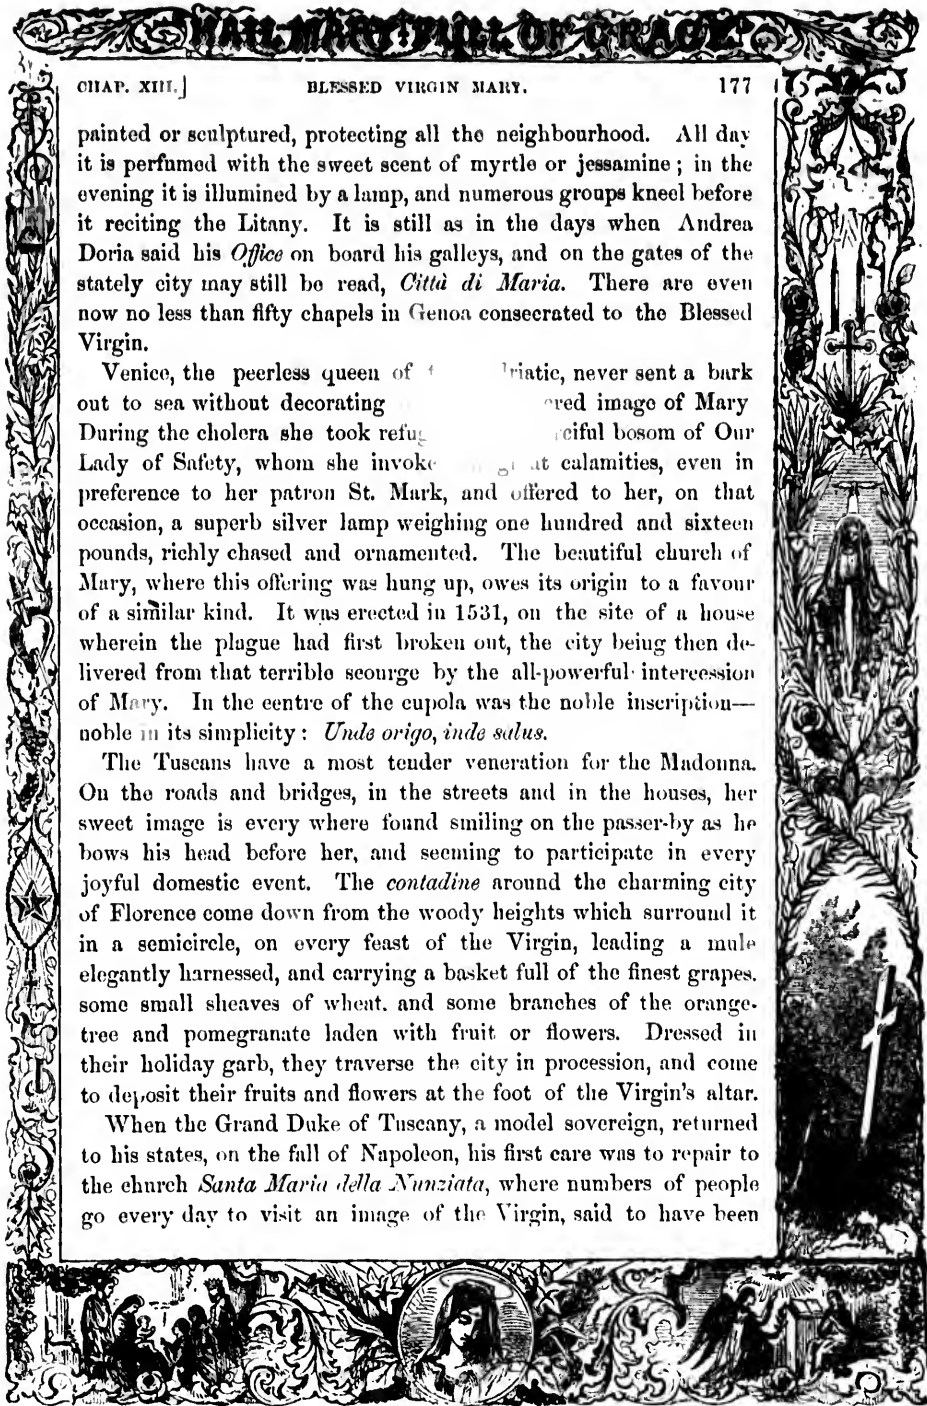 HAIL MARY! FULL OF GRACE
CHAP. XIII.] BLESSED VIRGIN MARY. 177
painted or sculptured, protecting all the neighbourhood. All day
it is perfumed with the sweet scent of myrtle or jessamine; in the
evening it is illumined by a lamp, and numerous groups kneel before
it reciting the Litany. It is still as in the days when Andrea
Doria said his Office on board his galleys, and on the gates of the
stately city may still be read, Città di Maria. There are even
now no less than fifty chapels in Genoa consecrated to the Blessed
Virgin.
Venice, the peerless queen of never sent a bark
out to sea without decorating image of Mary
During the cholera she took bosom of Our
Lady of Safety, whom she calamities, even in
preference to her patron St. Mark, and offered to her, on that
occasion, a superb silver lamp weighing one hundred and sixteen
pounds, richly chased and ornamented. The beautiful church of
Mary, where this offering was hung up, owes its origin to a favour
of a similar kind. It was erected in 1531, on the site of a house
wherein the plague had first broken out, the city being then de-
livered from that terrible scourge by the all-powerful intercession
of Mary. In the centre of the cupola was the noble inscription—
noble in its simplicity: Unde origo, inde salus.
The Tuscans have a most tender veneration for the Madonna.
On the roads and bridges, in the streets and in the houses, her
sweet image is every where found smiling on the passer-by as he
bows his head before her, and seeming to participate in every
joyful domestic event. The contadine around the charming city
of Florence come down from the woody heights which surround it
in a semicircle, on every feast of the Virgin, leading a mule
elegantly harnessed, and carrying a basket full of the finest grapes,
some small sheaves of wheat, and some branches of the orange-
tree and pomegranate laden with fruit or flowers. Dressed in
their holiday garb, they traverse the city in procession, and come
to deposit their fruits and flowers at the foot of the Virgin's altar.
When the Grand Duke of Tuscany, a model sovereign, returned
to his states, on the fall of Napoleon, his first care was to repair to
the church Santa Maria della Nunziata, where numbers of people
go every day to visit an image of the Virgin, said to have been